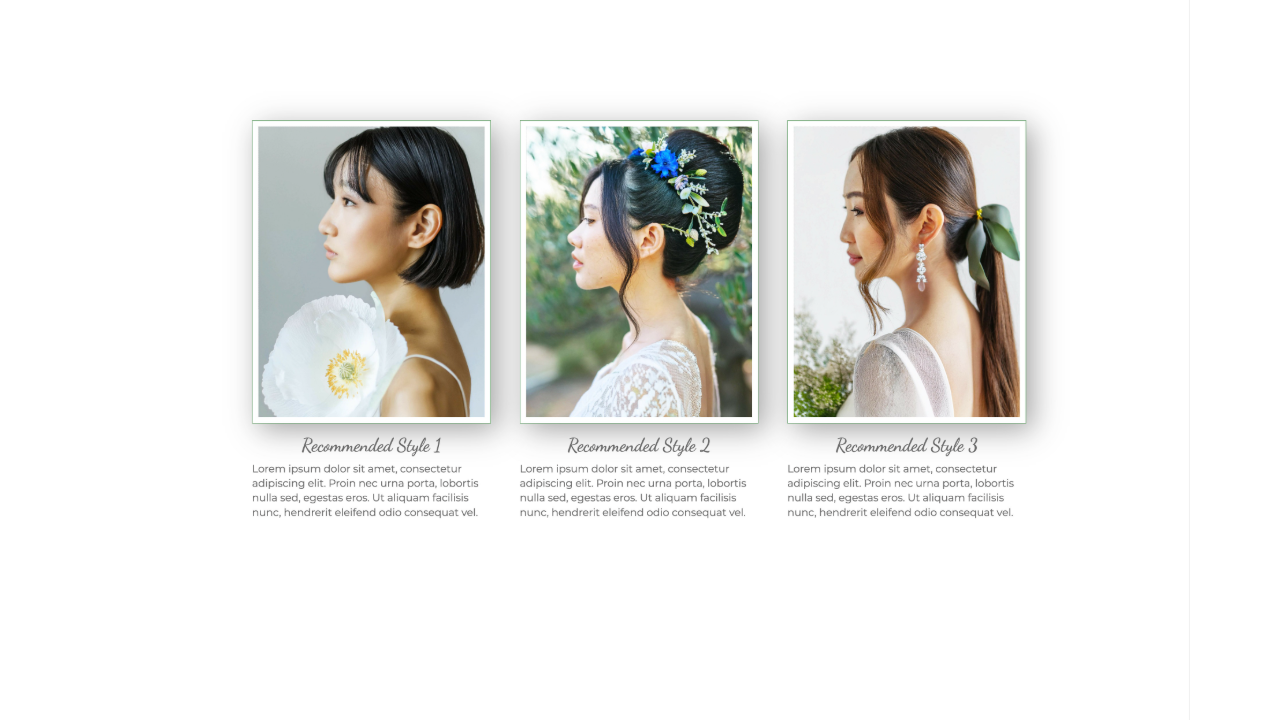 Recommended Style 1
Lorem ipsum dolor sit amet, consectetur
adipiscing elit. Proin nec urna porta, lobortis
nulla sed, egestas eros. Ut aliquam facilisis
nunc, hendrerit eleifend odio consequat vel.
Recommended Style 2
Lorem ipsum dolor sit amet, consectetur
adipiscing elit. Proin nec urna porta, lobortis
nulla sed, egestas eros. Ut aliquam facilisis
nunc, hendrerit eleifend odio consequat vel.
Recommended Style 3
Lorem ipsum dolor sit amet, consectetur
adipiscing elit. Proin nec urna porta, lobortis
nulla sed, egestas eros. Ut aliquam facilisis
nunc, hendrerit eleifend odio consequat vel.